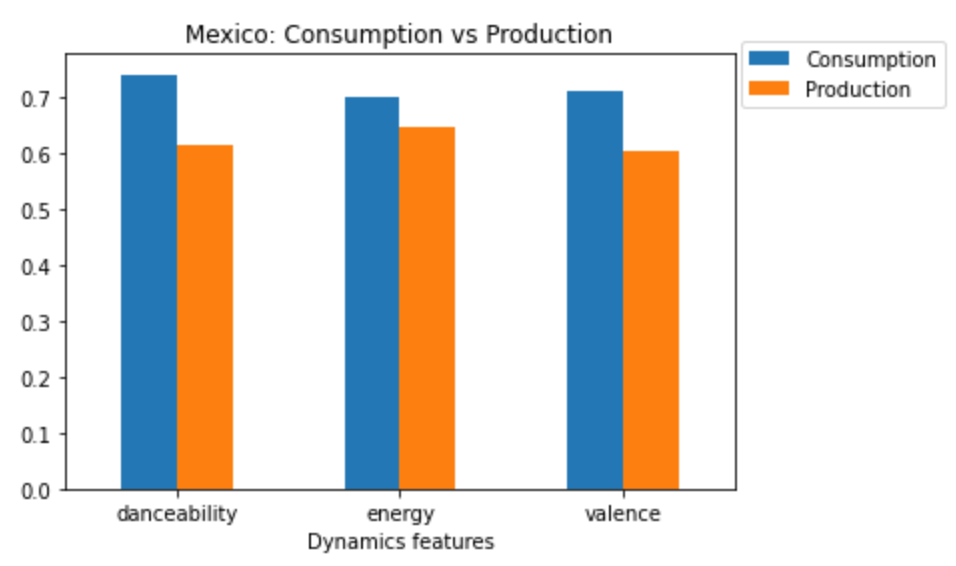 Mexico: Consumption vs Production
Consumption
Production
0.7
0.6
0.5
0.4
0.3
0.2
0.1
0.0
danceability energy valence
Dynamics features